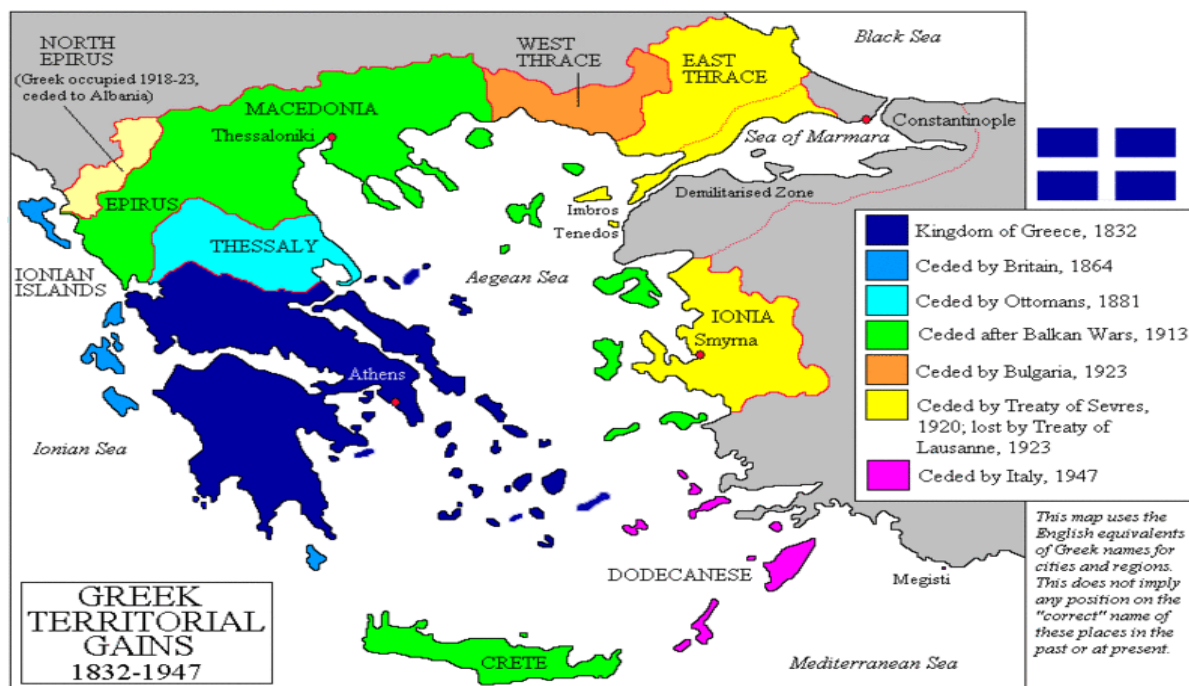 NORTH
EPIRUS
(Greek occupied 1918-23,
ceded to Albania)
WEST
THRACE
EAST
THRACE
Black Sea
MACEDONIA
Thessaloniki
Constantinople
Sea of Marmara
Demilitarised Zone
EPIRUS
Imbros
Tenedos
THESSALY
IONIAN
ISLANDS
Aegean Sea
IONIA
Smyrna
Athens
Ionian Sea
DODECANESE
Megisti
CRETE
Mediterranean Sea
GREEK
TERRITORIAL
GAINS
1832-1947
Kingdom of Greece, 1832
Ceded by Britain, 1864
Ceded by Ottomans, 1881
Ceded after Balkan Wars, 1913
Ceded by Bulgaria, 1923
Ceded by Treaty of Sevres,
1920; lost by Treaty of
Lausanne, 1923
Ceded by Italy, 1947
This map uses the
English equivalents
of Greek names for
cities and regions.
This does not imply
any position on the
"correct" name of
these places in the
past or at present.